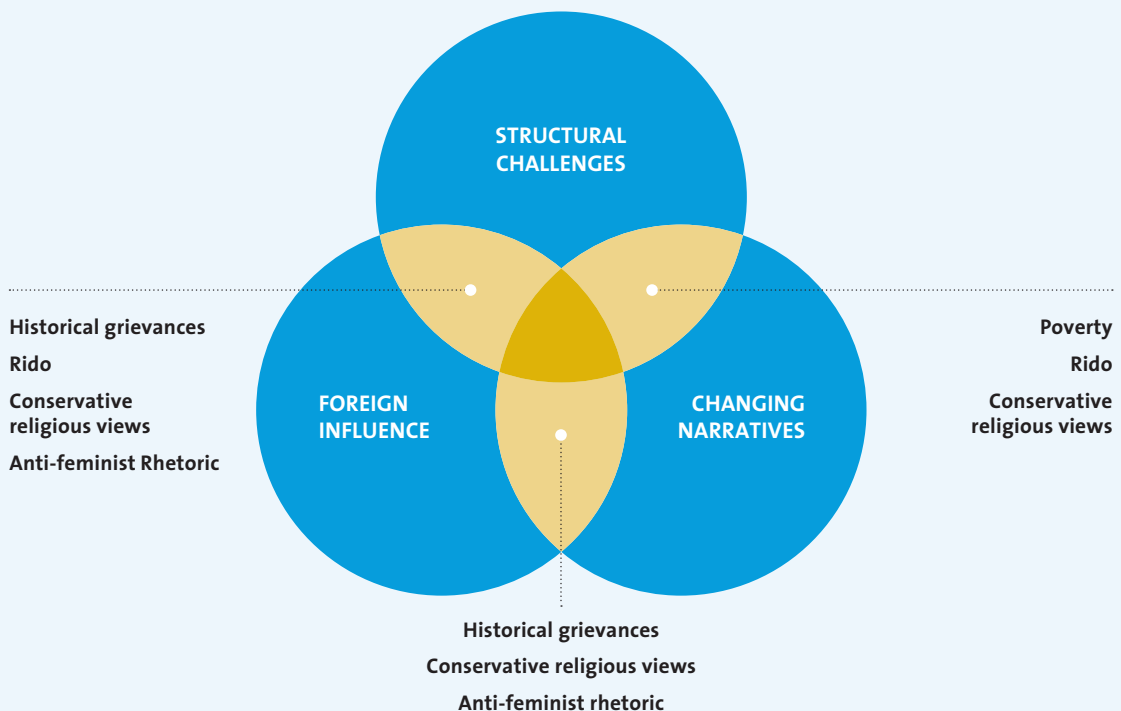 STRUCTURAL
CHALLENGES
Historical grievances
Rido
Conservative
religious views
Anti-feminist Rhetoric
FOREIGN
INFLUENCE
CHANGING
NARRATIVES
Poverty
Rido
Conservative
religious views
Historical grievances
Conservative religious views
Anti-feminist rhetoric